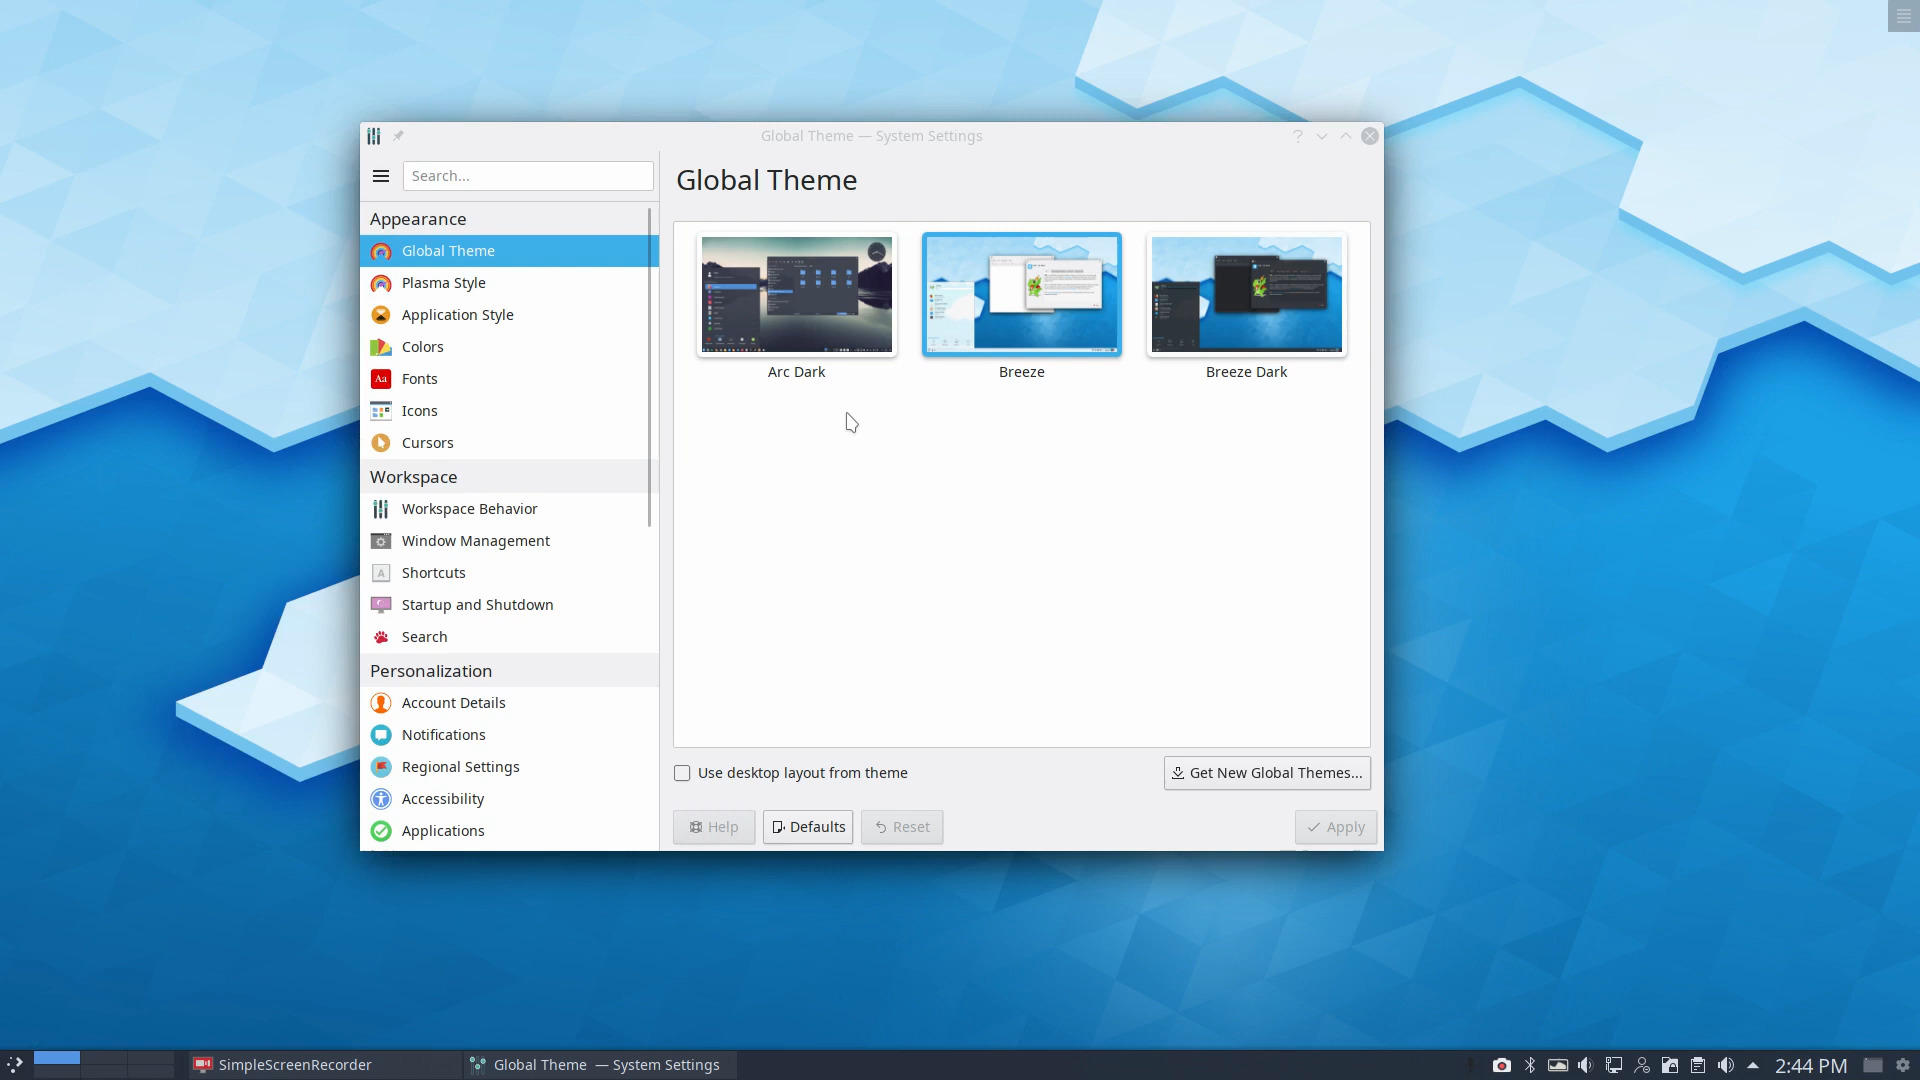 Global Theme — System Settings
Search...
Global Theme
Appearance
Global Theme
Plasma Style
Application Style
Colors
Aa
Fonts
Icons
Cursors
Workspace
Workspace Behavior
Window Management
A
Shortcuts
Startup and Shutdown
Search
Personalization
Account Details
Notifications
Regional Settings
Accessibility
Applications
Arc Dark
Breeze
Breeze Dark
Use desktop layout from theme
Get New Global Themes...
Help
Defaults
Reset
Apply
SimpleScreenRecorder
Global Theme — System Settings
2:44 PM